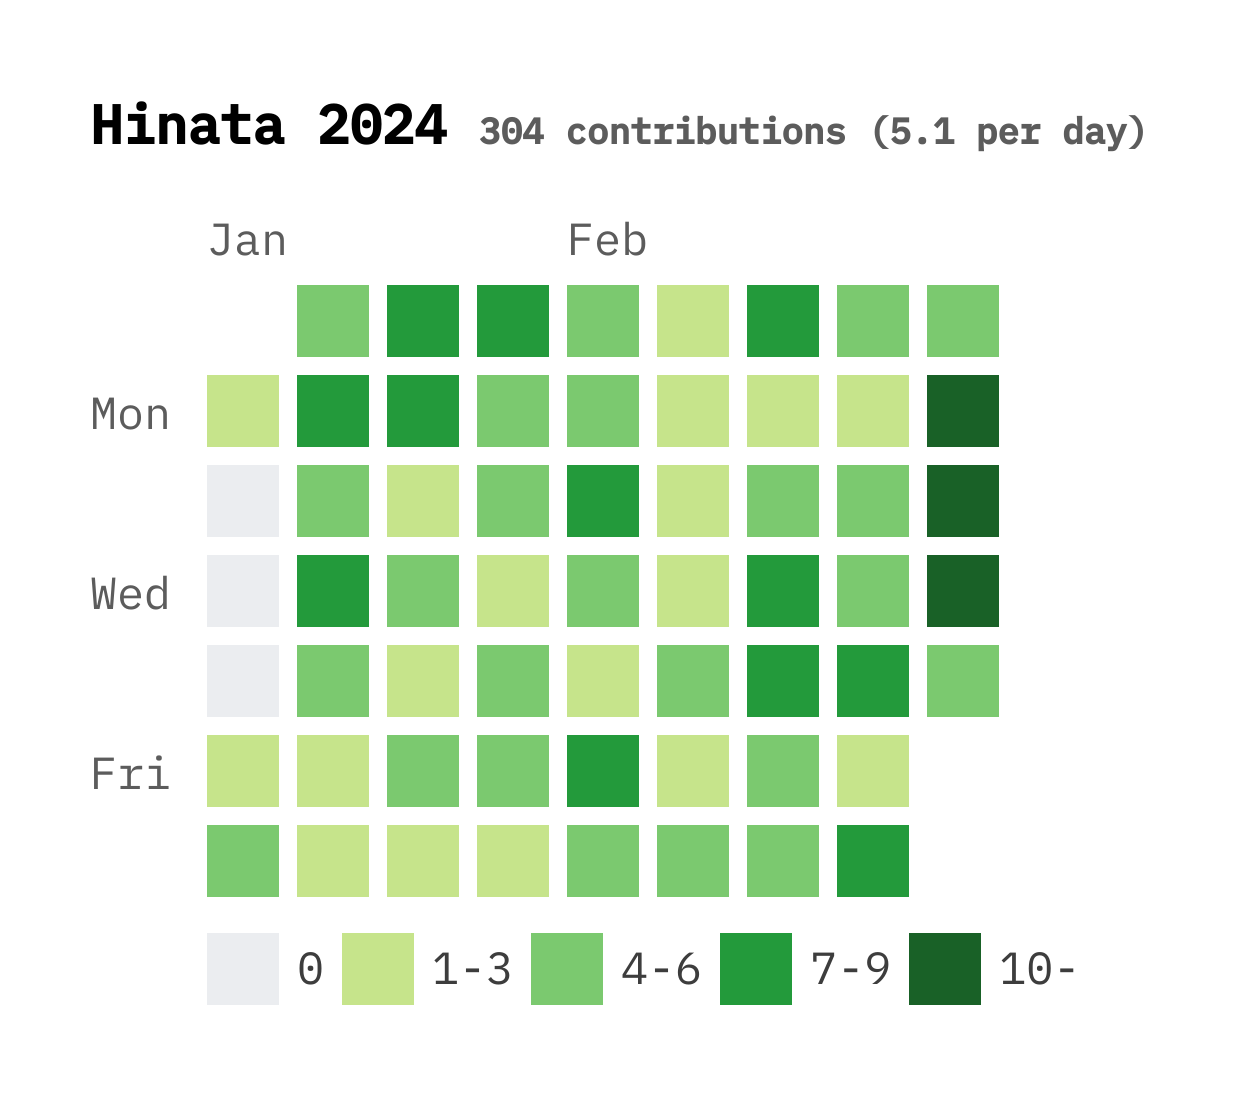 Hinata 2024 304 contributions (5.1 per day)
Jan Feb
Mon
Wed
Fri
0 1-3 4-6 7-9 10-